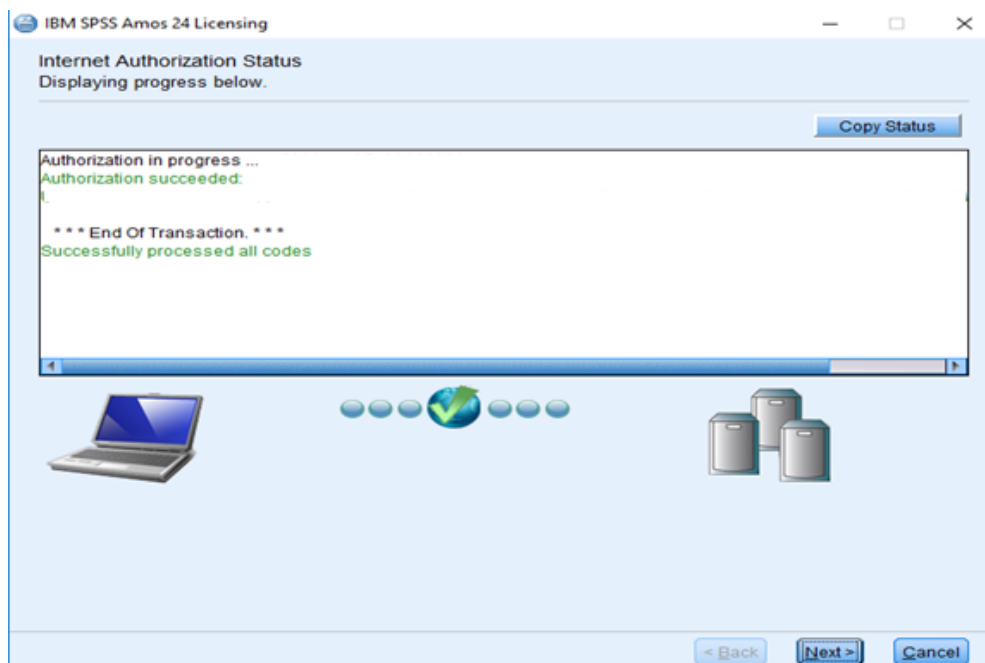 IBM SPSS Amos 24 Licensing
Internet Authorization Status
Displaying progress below.
Copy Status
Authorization in progress ...
Authorization succeeded:
* * * End Of Transaction. * * *
Successfully processed all codes
< Back
Next >
Cancel